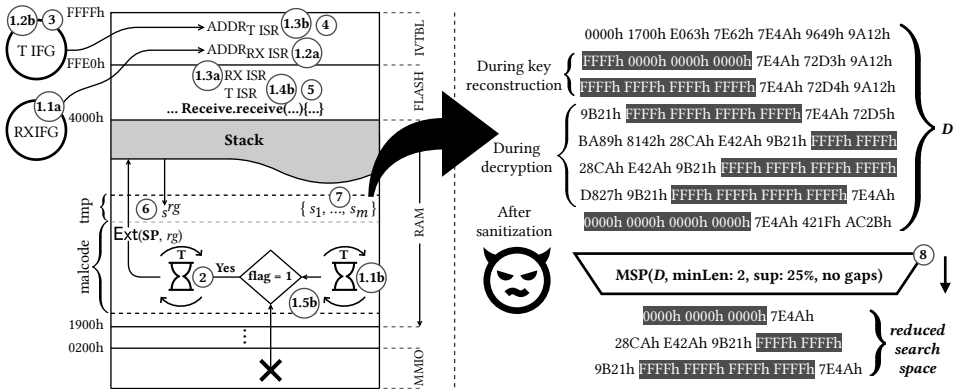 1.2b 3
T IFG
1.1a
RXIFG
FFFFh
FFE0h
4000h
1900h
0200h
tmp
malcode
ADDR T ISR 1.3b 4
ADDR RX ISR 1.2a
1.3a RX ISR
T ISR 1.4b 5
... Receive.receive(...){...}
Stack
6 s^rg
7
{ s1, ..., sm }
Ext(SP, rg)
T
2
Yes
flag = 1
T
1.1b
1.5b
⋮
IVTBL
FLASH
RAM
MMIO
During key
reconstruction
During
decryption
After
sanitization
0000h 1700h E063h 7E62h 7E4Ah 9649h 9A12h
FFFFh 0000h 0000h 0000h 7E4Ah 72D3h 9A12h
FFFFh FFFFh FFFFh FFFFh 7E4Ah 72D4h 9A12h
9B21h FFFFh FFFFh FFFFh FFFFh 7E4Ah 72D5h
BA89h 8142h 28CAh E42Ah 9B21h FFFFh FFFFh
28CAh E42Ah 9B21h FFFFh FFFFh FFFFh FFFFh
D827h 9B21h FFFFh FFFFh FFFFh FFFFh 7E4Ah
0000h 0000h 0000h 0000h 7E4Ah 421Fh AC2Bh
D
8
MSP(D, minLen: 2, sup: 25%, no gaps)
0000h 0000h 0000h 7E4Ah
28CAh E42Ah 9B21h FFFFh FFFFh
9B21h FFFFh FFFFh FFFFh FFFFh 7E4Ah
reduced
search
space